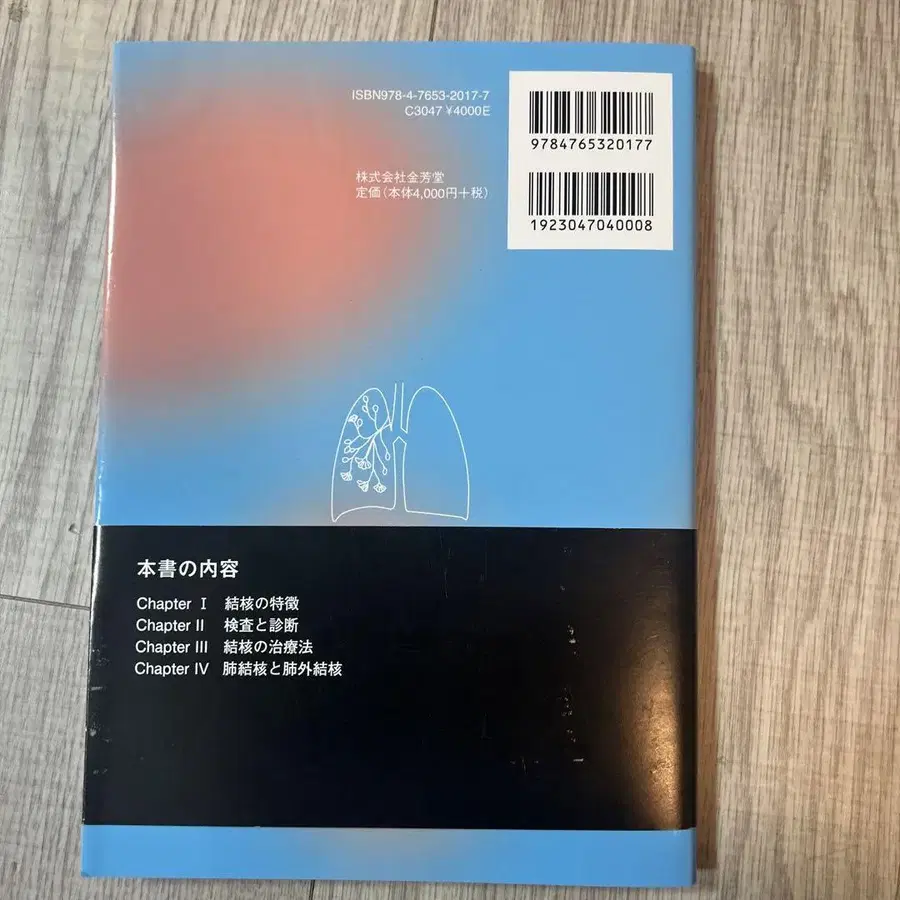 ISBN978-4-7653-2017-7
C3047 ¥4000E
株式会社金芳堂
定価(本体4,000円+税)
9784765320177
1923047040008
本書の内容
Chapter Ⅰ 結核の特徴
Chapter II 検査と診断
Chapter III 結核の治療法
Chapter IV 肺結核と肺外結核